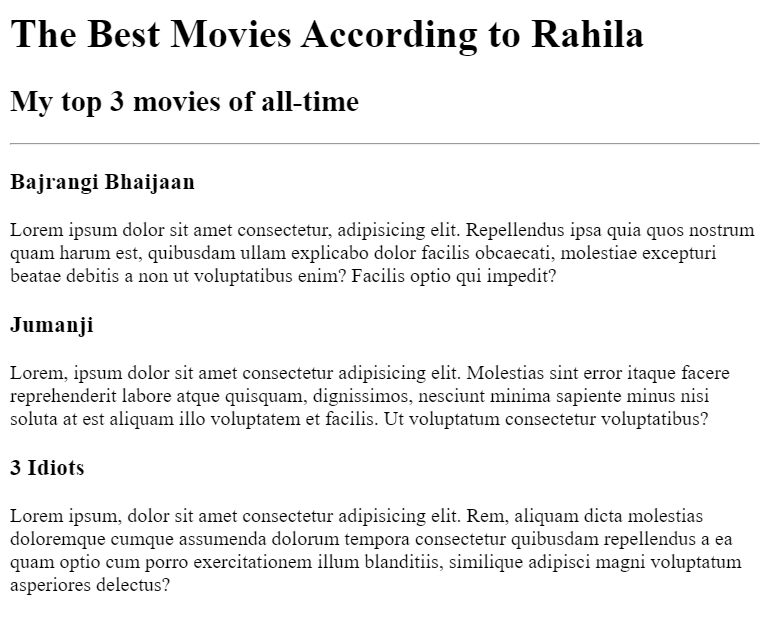 The Best Movies According to Rahila
My top 3 movies of all-time
Bajrangi Bhaijaan
Lorem ipsum dolor sit amet consectetur, adipisicing elit. Repellendus ipsa quia quos nostrum
quam harum est, quibusdam ullam explicabo dolor facilis obcaecati, molestiae excepturi
beatae debitis a non ut voluptatibus enim? Facilis optio qui impedit?
Jumanji
Lorem, ipsum dolor sit amet consectetur adipisicing elit. Molestias sint error itaque facere
reprehenderit labore atque quisquam, dignissimos, nesciunt minima sapiente minus nisi
soluta at est aliquam illo voluptatem et facilis. Ut voluptatum consectetur voluptatibus?
3 Idiots
Lorem ipsum, dolor sit amet consectetur adipisicing elit. Rem, aliquam dicta molestias
doloremque cumque assumenda dolorum tempora consectetur quibusdam repellendus a ea
quam optio cum porro exercitationem illum blanditiis, similique adipisci magni voluptatum
asperiores delectus?